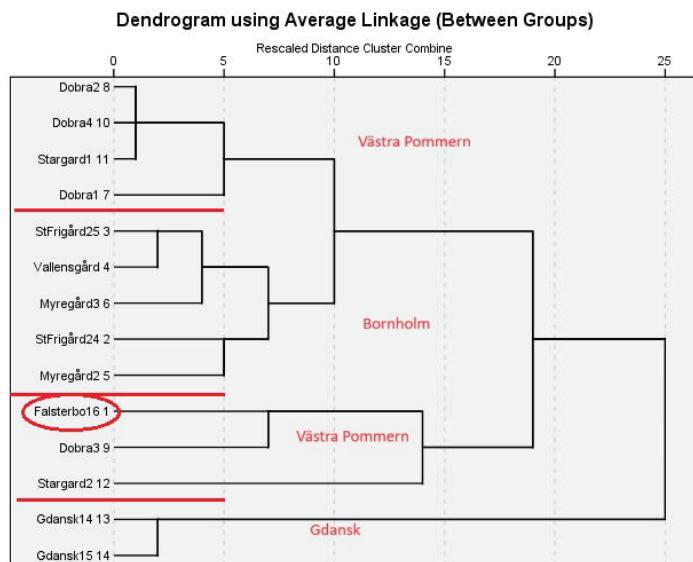 Dendrogram using Average Linkage (Between Groups)
Rescaled Distance Cluster Combine
0 5 10 15 20 25
Dobra2 8
Dobra4 10
Västra Pommern
Stargard1 11
Dobra1 7
StFrigård25 3
Vallensgård 4
Myregård3 6
Bornholm
StFrigård24 2
Myregård2 5
Falsterbo16 1
Västra Pommern
Dobra3 9
Stargard2 12
Gdansk14 13
Gdansk
Gdansk15 14